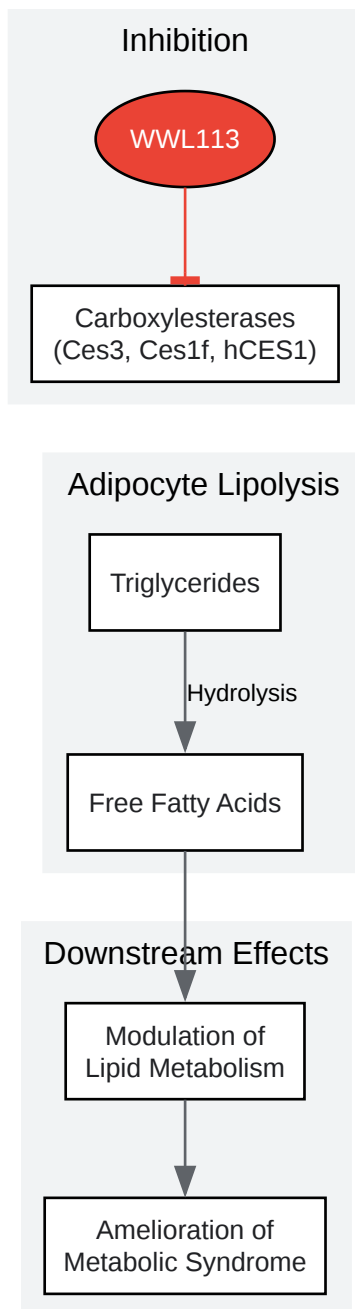 Inhibition
WWL113
Carboxylesterases
(Ces3, Ces1f, hCES1)
Adipocyte Lipolysis
Triglycerides
Hydrolysis
Free Fatty Acids
Downstream Effects
Modulation of
Lipid Metabolism
Amelioration of
Metabolic Syndrome